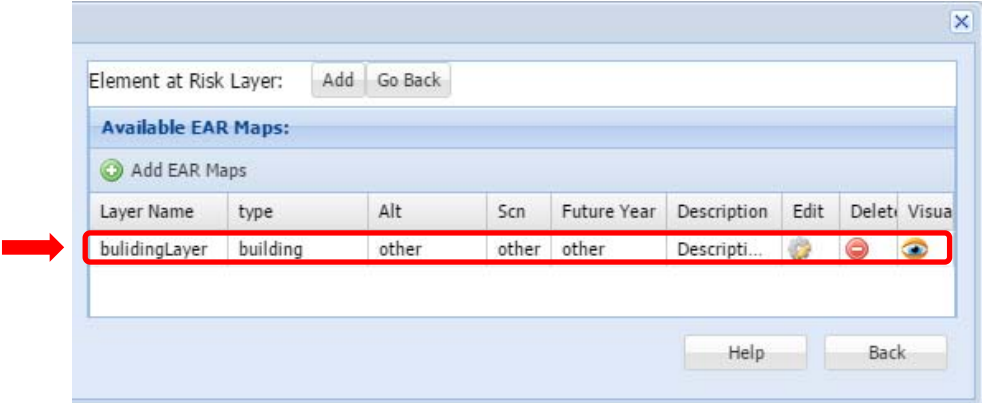 Element at Risk Layer: Add Go Back
Available EAR Maps:
Add EAR Maps
Layer Name type Alt Scn Future Year Description Edit Delet Visua
bulidingLayer building other other other Descripti...
Help Back